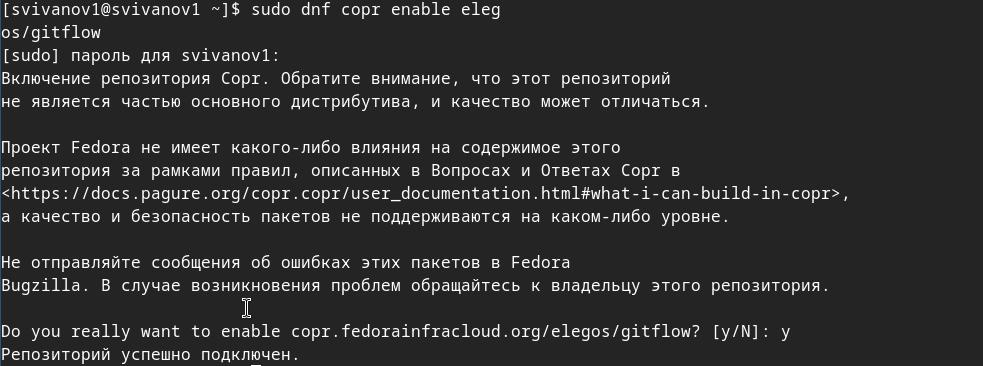 [svivanov1@svivanov1 ~]$ sudo dnf copr enable eleg
os/gitflow
[sudo] пароль для svivanov1:
Включение репозитория Copr. Обратите внимание, что этот репозиторий
не является частью основного дистрибутива, и качество может отличаться.
Проект Fedora не имеет какого-либо влияния на содержимое этого
репозитория за рамками правил, описанных в Вопросах и Ответах Copr в
<https://docs.pagure.org/copr.copr/user_documentation.html#what-i-can-build-in-copr>,
а качество и безопасность пакетов не поддерживаются на каком-либо уровне.
Не отправляйте сообщения об ошибках этих пакетов в Fedora
Bugzilla. В случае возникновения проблем обращайтесь к владельцу этого репозитория.
Do you really want to enable copr.fedorainfracloud.org/elegos/gitflow? [y/N]: y
Репозиторий успешно подключен.